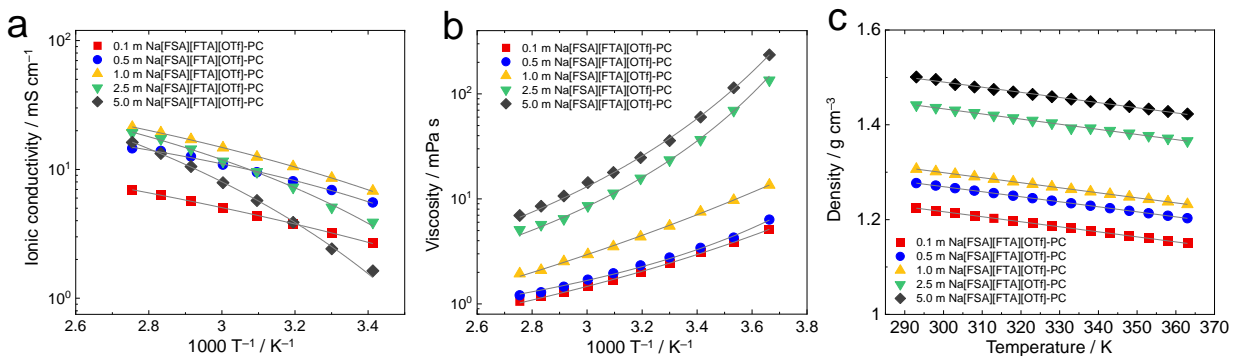 a
Ionic conductivity / mS cm⁻¹
10²
10¹
10⁰
0.1 m Na[FSA][FTA][OTf]-PC
0.5 m Na[FSA][FTA][OTf]-PC
1.0 m Na[FSA][FTA][OTf]-PC
2.5 m Na[FSA][FTA][OTf]-PC
5.0 m Na[FSA][FTA][OTf]-PC
2.6 2.8 3 3.2 3.4
1000 T⁻¹ / K⁻¹
b
Viscosity / mPa s
10²
10¹
10⁰
0.1 m Na[FSA][FTA][OTf]-PC
0.5 m Na[FSA][FTA][OTf]-PC
1.0 m Na[FSA][FTA][OTf]-PC
2.5 m Na[FSA][FTA][OTf]-PC
5.0 m Na[FSA][FTA][OTf]-PC
2.6 2.8 3.0 3.2 3.4 3.6 3.8
1000 T⁻¹ / K⁻¹
c
Density / g cm⁻³
1.6
1.4
1.2
1
0.1 m Na[FSA][FTA][OTf]-PC
0.5 m Na[FSA][FTA][OTf]-PC
1.0 m Na[FSA][FTA][OTf]-PC
2.5 m Na[FSA][FTA][OTf]-PC
5.0 m Na[FSA][FTA][OTf]-PC
290 300 310 320 330 340 350 360 370
Temperature / K